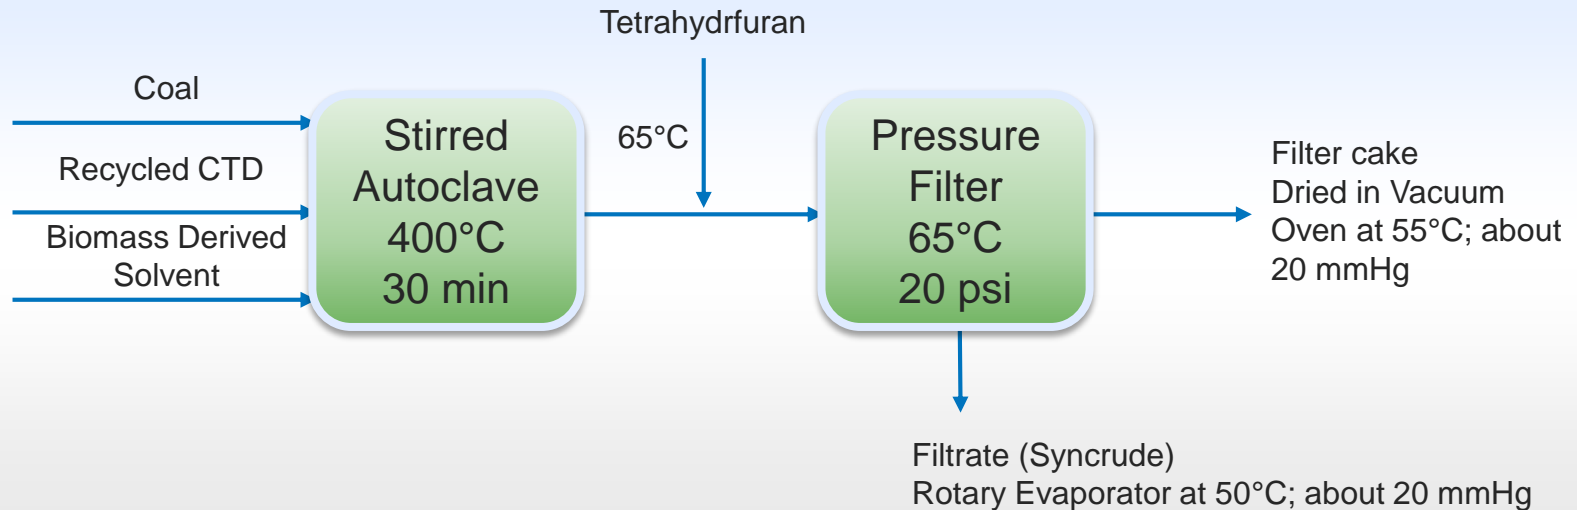 Tetrahydrfuran
Coal
Recycled CTD
Biomass Derived
Solvent
Stirred
Autoclave
400°C
30 min
65°C
Pressure
Filter
65°C
20 psi
Filter cake
Dried in Vacuum
Oven at 55°C; about
20 mmHg
Filtrate (Syncrude)
Rotary Evaporator at 50°C; about 20 mmHg